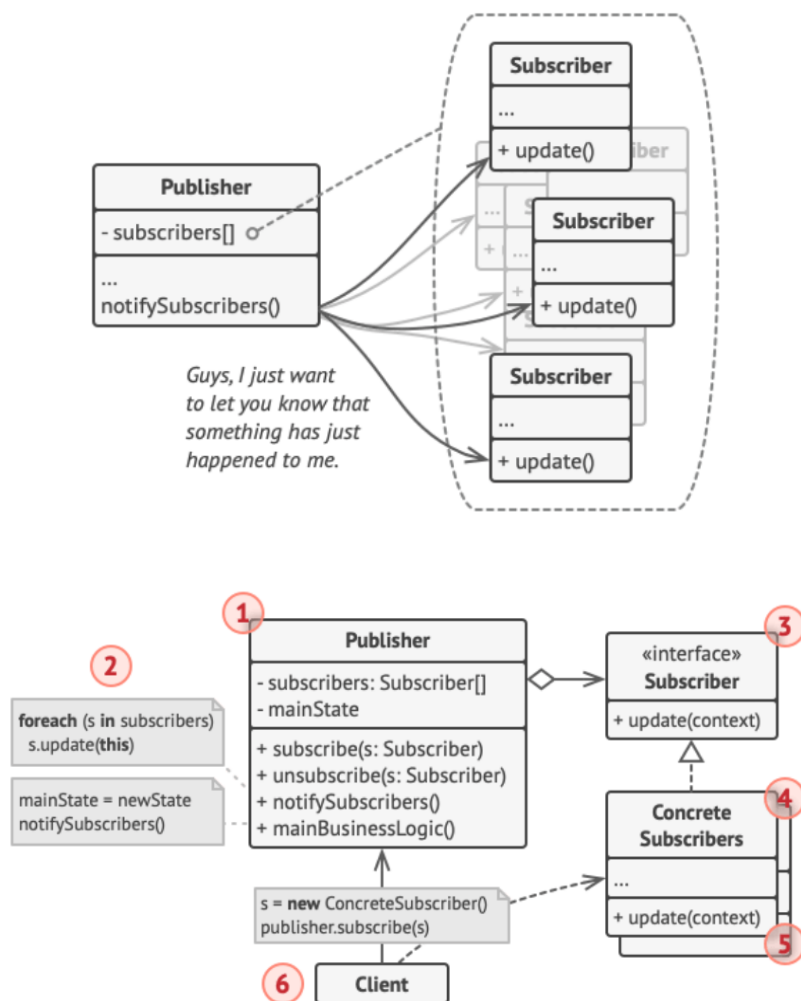 Subscriber
...
+ update()
Publisher
- subscribers[]
...
notifySubscribers()
Subscriber
...
+ update()
Subscriber
...
+ update()
Guys, I just want
to let you know that
something has just
happened to me.
1
Publisher
- subscribers: Subscriber[]
- mainState
+ subscribe(s: Subscriber)
+ unsubscribe(s: Subscriber)
+ notifySubscribers()
+ mainBusinessLogic()
2
foreach (s in subscribers)
s.update(this)
mainState = newState
notifySubscribers()
3
«interface»
Subscriber
+ update(context)
4
Concrete
Subscribers
...
+ update(context)
5
s = new ConcreteSubscriber()
publisher.subscribe(s)
6
Client